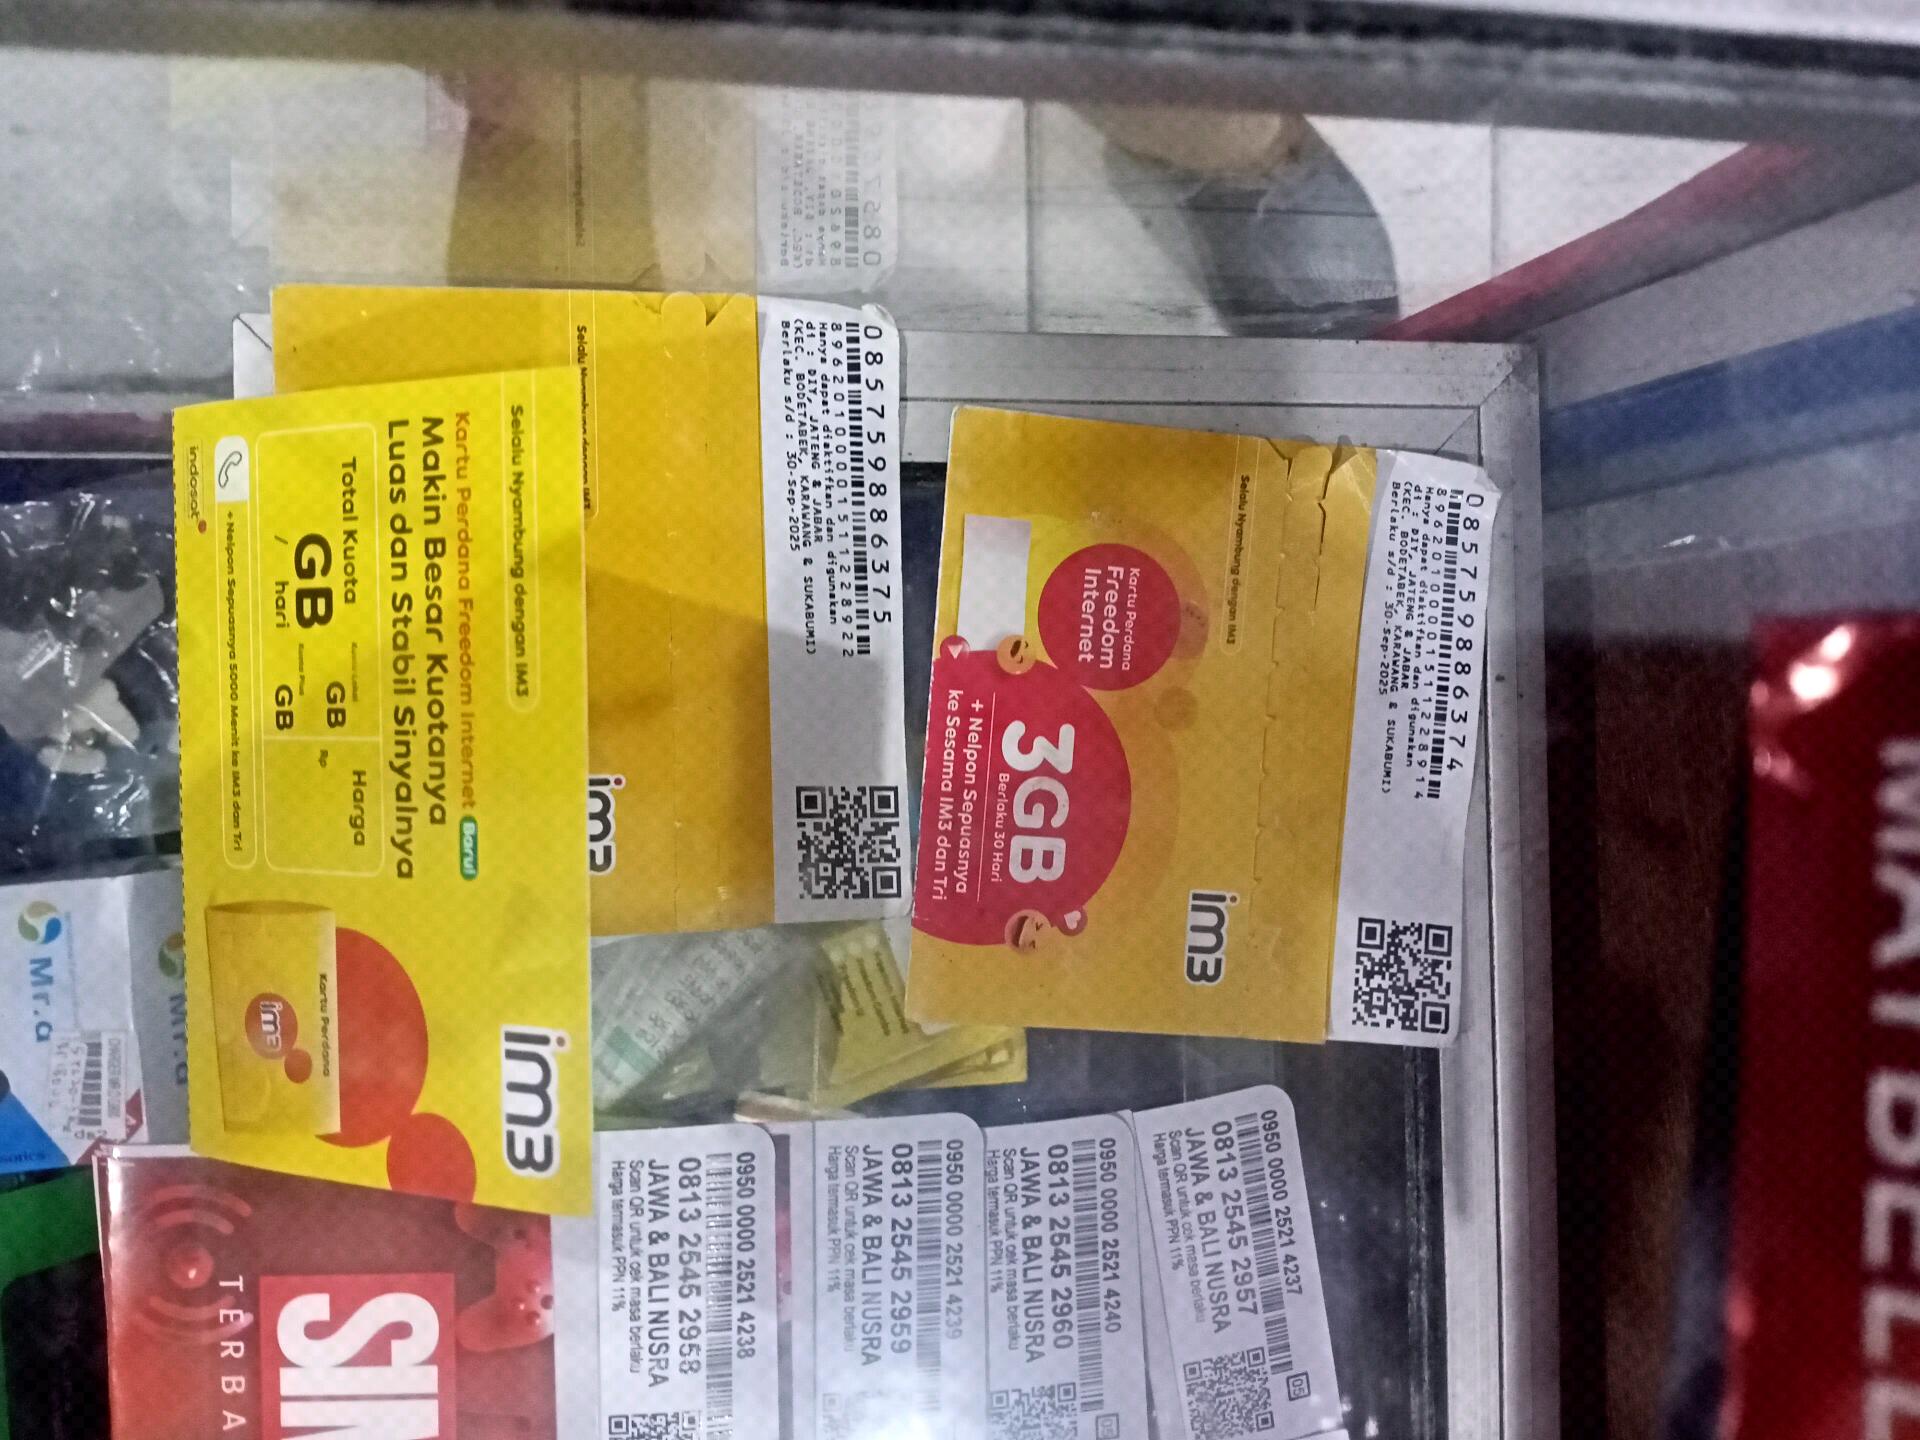 085759886375
89620100001511228922
Hanya dapat diaktifkan dan digunakan
di : DIY, JATENG & JABAR
(KEC. BODETABEK, KARAWANG & SUKABUMI)
Berlaku s/d : 30-Sep-2025
im3
Selalu Nyambung dengan IM3
Kartu Perdana Freedom Internet Baru!
Makin Besar Kuotanya
Luas dan Stabil Sinyalnya
Total Kuota
GB
/ hari
GB
GB
Harga
Rp
+ Nelpon Sepuasnya 5000 Menit ke IM3 dan Tri
indosat
Kartu Perdana
im3
im3
085759886374
89620100001511228914
Hanya dapat diaktifkan dan digunakan
di : DIY, JATENG & JABAR
(KEC. BODETABEK, KARAWANG & SUKABUMI)
Berlaku s/d : 30-Sep-2025
Selalu Nyambung dengan IM3
im3
Kartu Perdana
Freedom
Internet
3GB
Berlaku 30 Hari
+ Nelpon Sepuasnya
ke Sesama IM3 dan Tri
0950 0000 2521 4237
0813 2545 2957
JAWA & BALI NUSRA
Scan QR untuk cek masa berlaku
Harga termasuk PPN 11%
05
0950 0000 2521 4240
0813 2545 2960
JAWA & BALI NUSRA
Scan QR untuk cek masa berlaku
Harga termasuk PPN 11%
0950 0000 2521 4239
0813 2545 2959
JAWA & BALI NUSRA
Scan QR untuk cek masa berlaku
Harga termasuk PPN 11%
0950 0000 2521 4238
0813 2545 2958
JAWA & BALI NUSRA
Scan QR untuk cek masa berlaku
Harga termasuk PPN 11%
Mr.a
TERBA
SIM